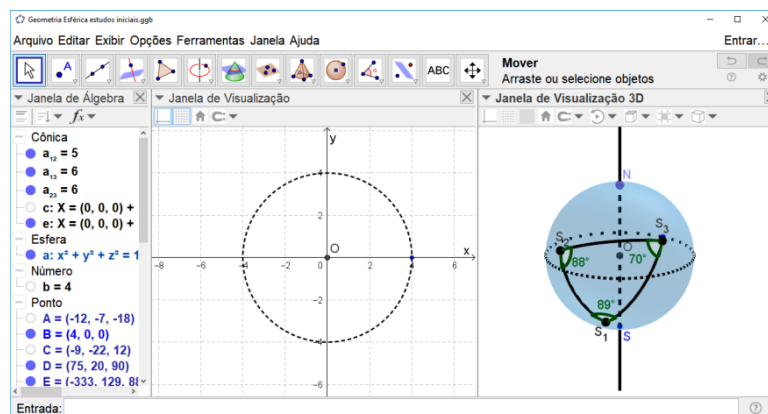 Geometria Esférica estudos iniciais.ggb
Arquivo Editar Exibir Opções Ferramentas Janela Ajuda
Entrar...
A
ABC
Mover
Arraste ou selecione objetos
Janela de Álgebra
Janela de Visualização
Janela de Visualização 3D
fx
Cônica
a₁₂ = 5
a₁₃ = 6
a₂₃ = 6
c: X = (0, 0, 0) +
e: X = (0, 0, 0) +
Esfera
a: x² + y² + z² = 1
Número
b = 4
Ponto
A = (-12, -7, -18)
B = (4, 0, 0)
C = (-9, -22, 12)
D = (75, 20, 90)
E = (-333, 129, 88
y
4
2
O
x
-8 -6 -4 -2 0 2 4 6
-2
-4
-6
N
S₂
S₃
O
88°
70°
89°
S₁
S
Entrada: